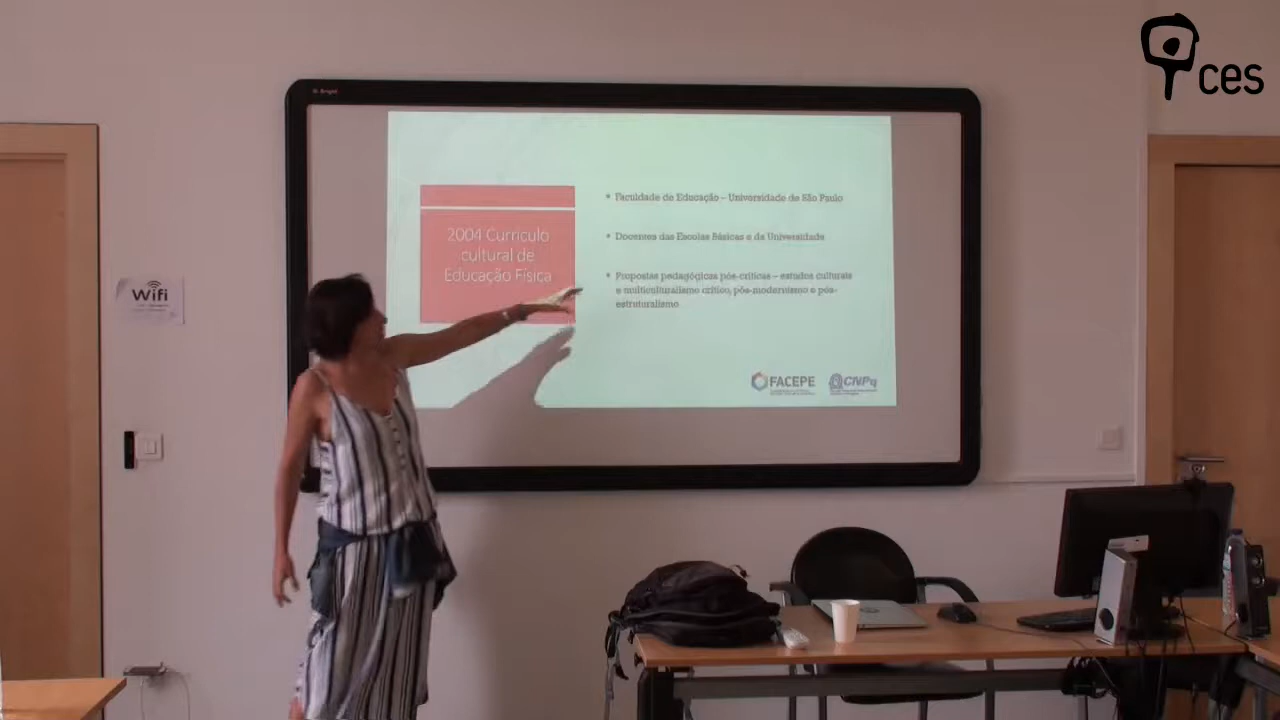 ces
Wifi
2004 Currículo
cultural de
Educação Física
• Faculdade de Educação – Universidade de São Paulo
• Docentes das Escolas Básicas e da Universidade
• Propostas pedagógicas pós-críticas – estudos culturais
e multiculturalismo crítico, pós-modernismo e pós-
estruturalismo
FACEPE
CNPq